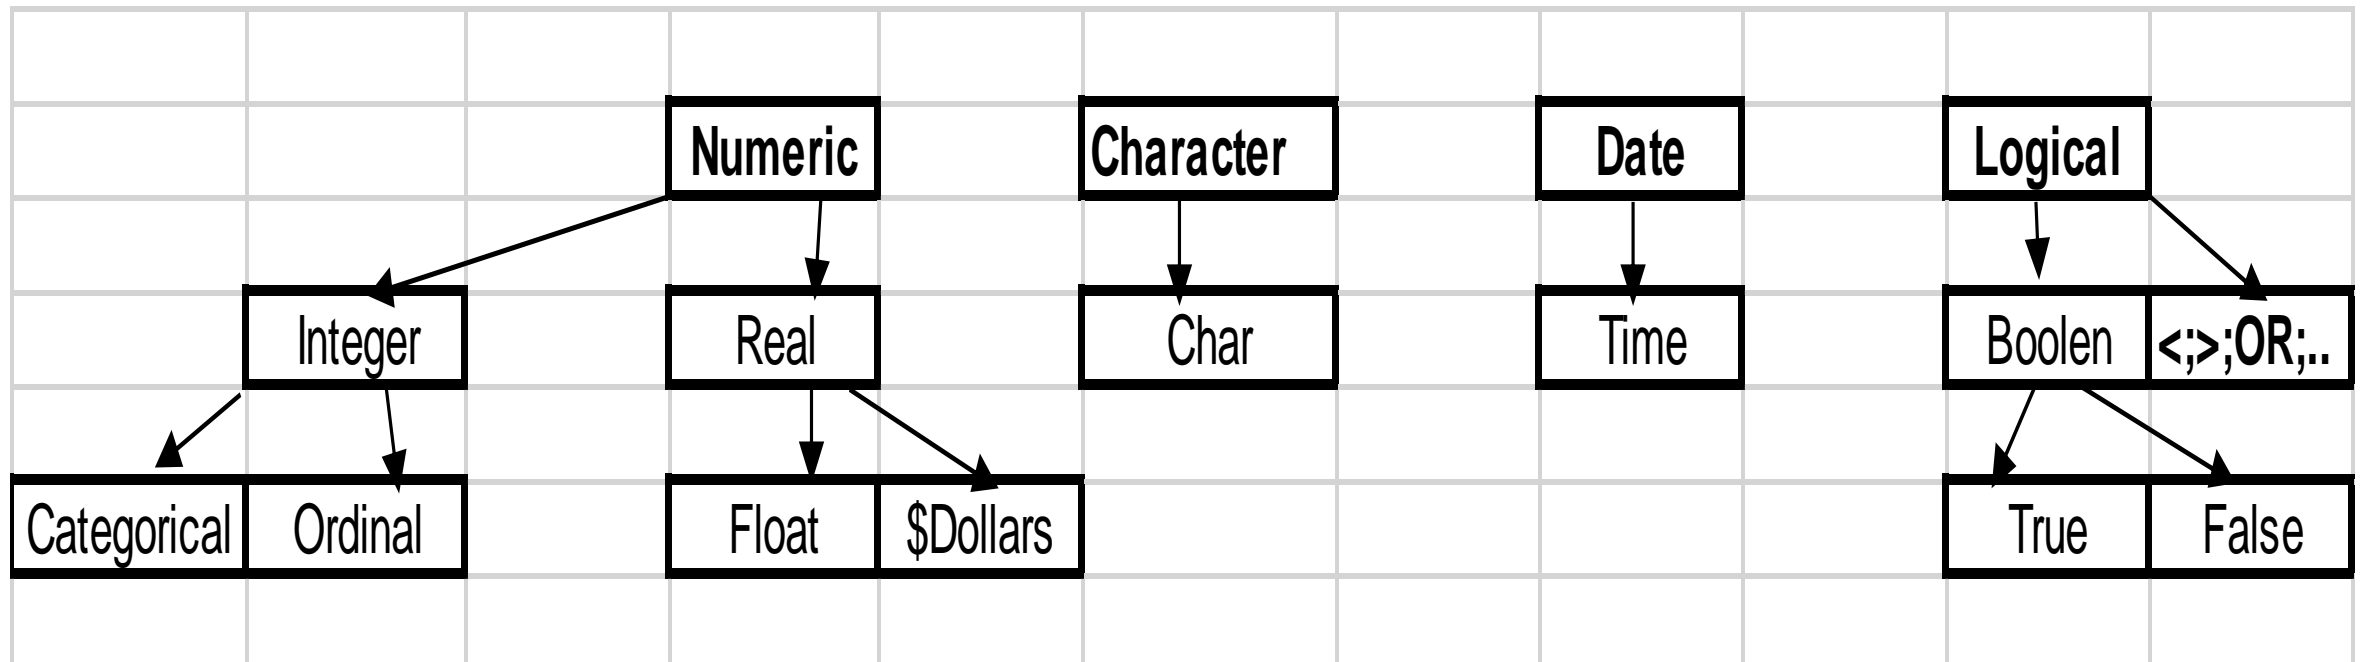 Numeric Character Date Logical
Integer Real Char Time Boolen <;>;OR;..
Categorical Ordinal Float $Dollars True False